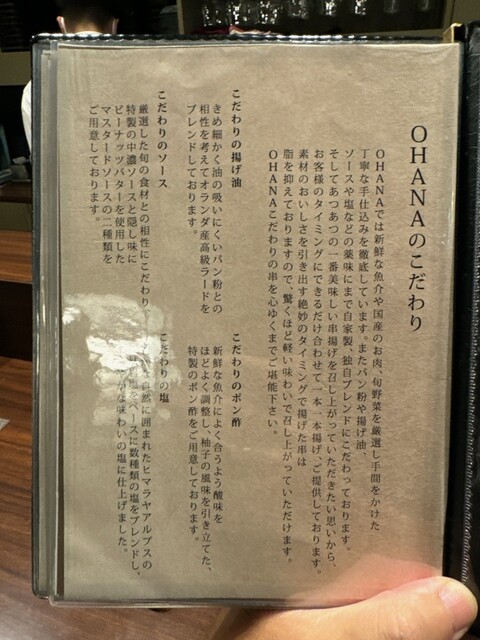 OHANAのこだわり
OHANAでは新鮮な魚介や国産のお肉、旬野菜を厳選し手間をかけた
丁寧な手仕込みを徹底しています。またパン粉や揚げ油、
ソースや塩などの薬味にまで自家製、独自ブレンドにこだわっております。
そしてあつあつの一番美味しい串揚げを召し上がっていただきたい思いから、
お客様のタイミングにできるだけ合わせて一本一本揚げ、ご提供しております。
素材のおいしさを引き出す絶妙のタイミングで揚げた串は
脂を抑えておりますので、驚くほど軽い味わいで召し上がっていただけます。
OHANAこだわりの串を心ゆくまでご堪能下さい。
こだわりの揚げ油
きめ細かく油の吸いにくいパン粉との
相性を考えてオランダ産高級ラードを
ブレンドしております。
こだわりのポン酢
新鮮な魚介によく合うよう酸味を
ほどよく調整し、柚子の風味を引き立てた、
特製のポン酢をご用意しております。
こだわりのソース
厳選した旬の食材との相性にこだわり
特製の中濃ソースと隠し味に
ピーナッツバターを使用した
マスタードソースの二種類を
ご用意しております。
こだわりの塩
自然に囲まれたヒマラヤアルプスの
塩をベースに数種類の塩をブレンドし、
かな味わいの塩に仕上げました。